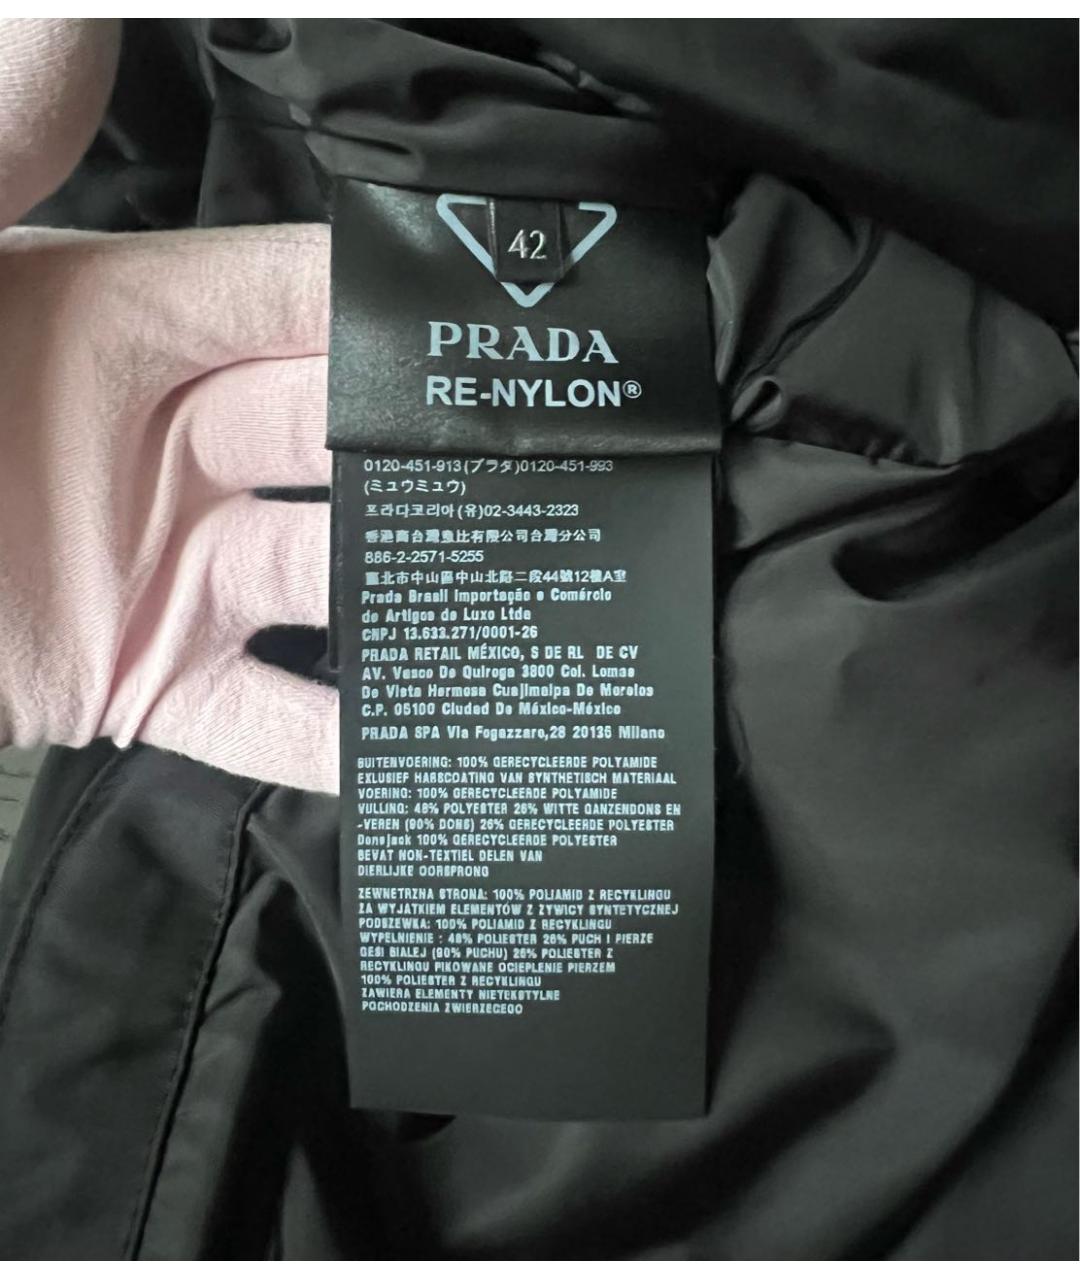 42
PRADA
RE-NYLON®
0120-451-913(プラダ)0120-451-993
(ミュウミュウ)
프라다코리아(유)02-3443-2323
香港商台灣魯比有限公司台灣分公司
886-2-2571-5255
臺北市中山區中山北路二段44號12樓A室
Prada Brasil Importação e Comércio
de Artigos de Luxo Ltda
CNPJ 13.633.271/0001-26
PRADA RETAIL MÉXICO, S DE RL DE CV
AV. Vasco De Quiroga 3800 Col. Lomas
De Vista Hermosa Cuajimalpa De Morelos
C.P. 05100 Ciudad De México-México
PRADA SPA Via Fogazzaro,28 20135 Milano
BUITENVOERING: 100% GERECYCLEERDE POLYAMIDE
EXLUSIEF HARSCOATING VAN SYNTHETISCH MATERIAAL
VOERING: 100% GERECYCLEERDE POLYAMIDE
VULLING: 48% POLYESTER 26% WITTE GANZENDONS EN
-VEREN (90% DONS) 26% GERECYCLEERDE POLYESTER
Donsjack 100% GERECYCLEERDE POLYESTER
BEVAT NON-TEXTIEL DELEN VAN
DIERLIJKE OORSPRONG
ZEWNETRZNA STRONA: 100% POLIAMID Z RECYKLINGU
ZA WYJATKIEM ELEMENTÓW Z ZYWICY SYNTETYCZNEJ
PODSZEWKA: 100% POLIAMID Z RECYKLINGU
WYPELNIENIE : 48% POLIESTER 26% PUCH I PIERZE
GESI BIALEJ (90% PUCHU) 26% POLIESTER Z
RECYKLINGU PIKOWANE OCIEPLENIE PIERZEM
100% POLIESTER Z RECYKLINGU
ZAWIERA ELEMENTY NIETEKSTYLNE
POCHODZENIA ZWIERZECEGO